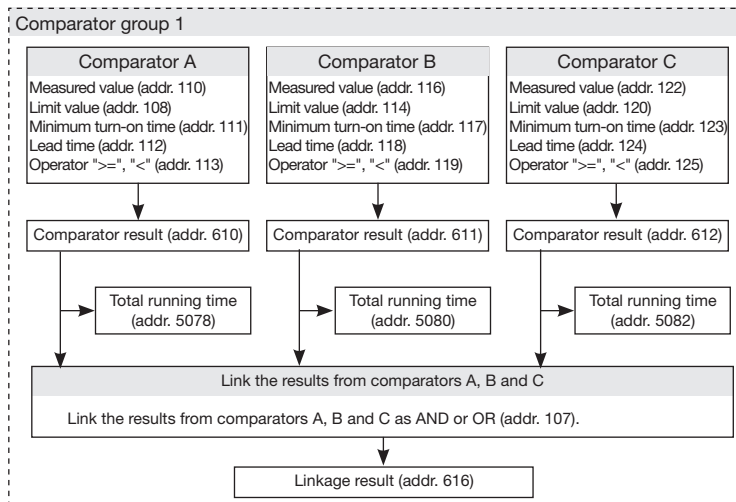 Comparator group 1
Comparator A
Measured value (addr. 110)
Limit value (addr. 108)
Minimum turn-on time (addr. 111)
Lead time (addr. 112)
Operator ">=", "<" (addr. 113)
Comparator B
Measured value (addr. 116)
Limit value (addr. 114)
Minimum turn-on time (addr. 117)
Lead time (addr. 118)
Operator ">=", "<" (addr. 119)
Comparator C
Measured value (addr. 122)
Limit value (addr. 120)
Minimum turn-on time (addr. 123)
Lead time (addr. 124)
Operator ">=", "<" (addr. 125)
Comparator result (addr. 610)
Comparator result (addr. 611)
Comparator result (addr. 612)
Total running time
(addr. 5078)
Total running time
(addr. 5080)
Total running time
(addr. 5082)
Link the results from comparators A, B and C
Link the results from comparators A, B and C as AND or OR (addr. 107).
Linkage result (addr. 616)